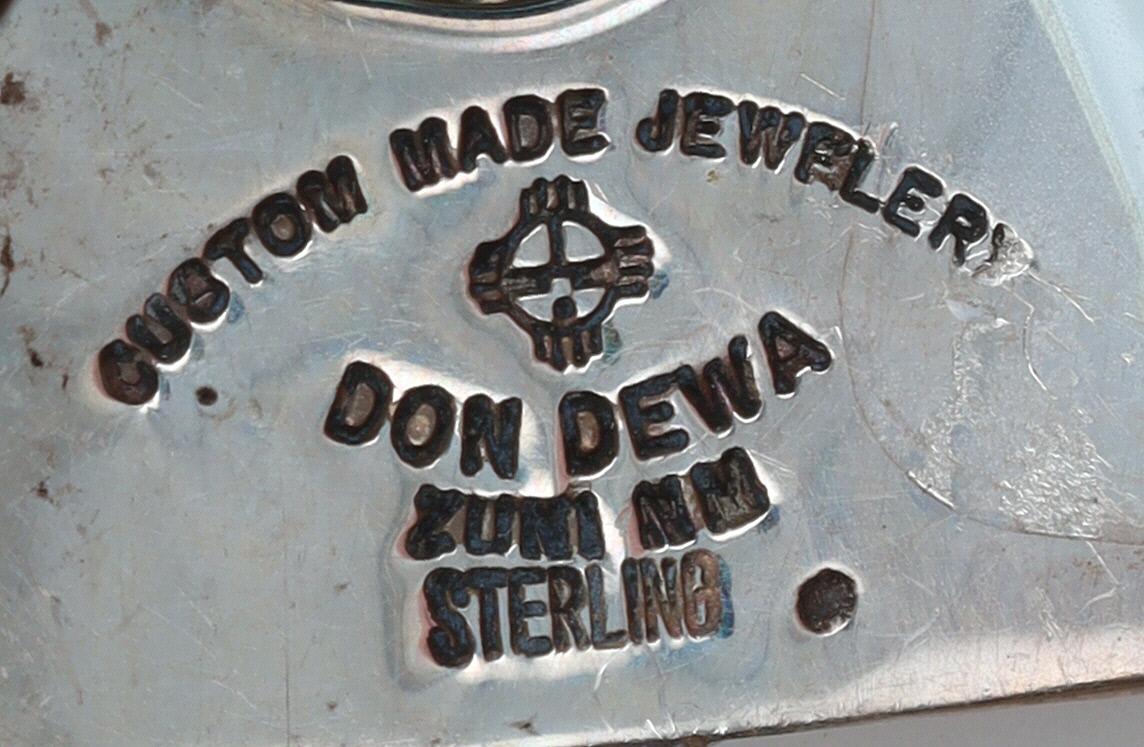 CUSTOM MADE JEWELERY
DON DEWA
ZUNI NM
STERLING